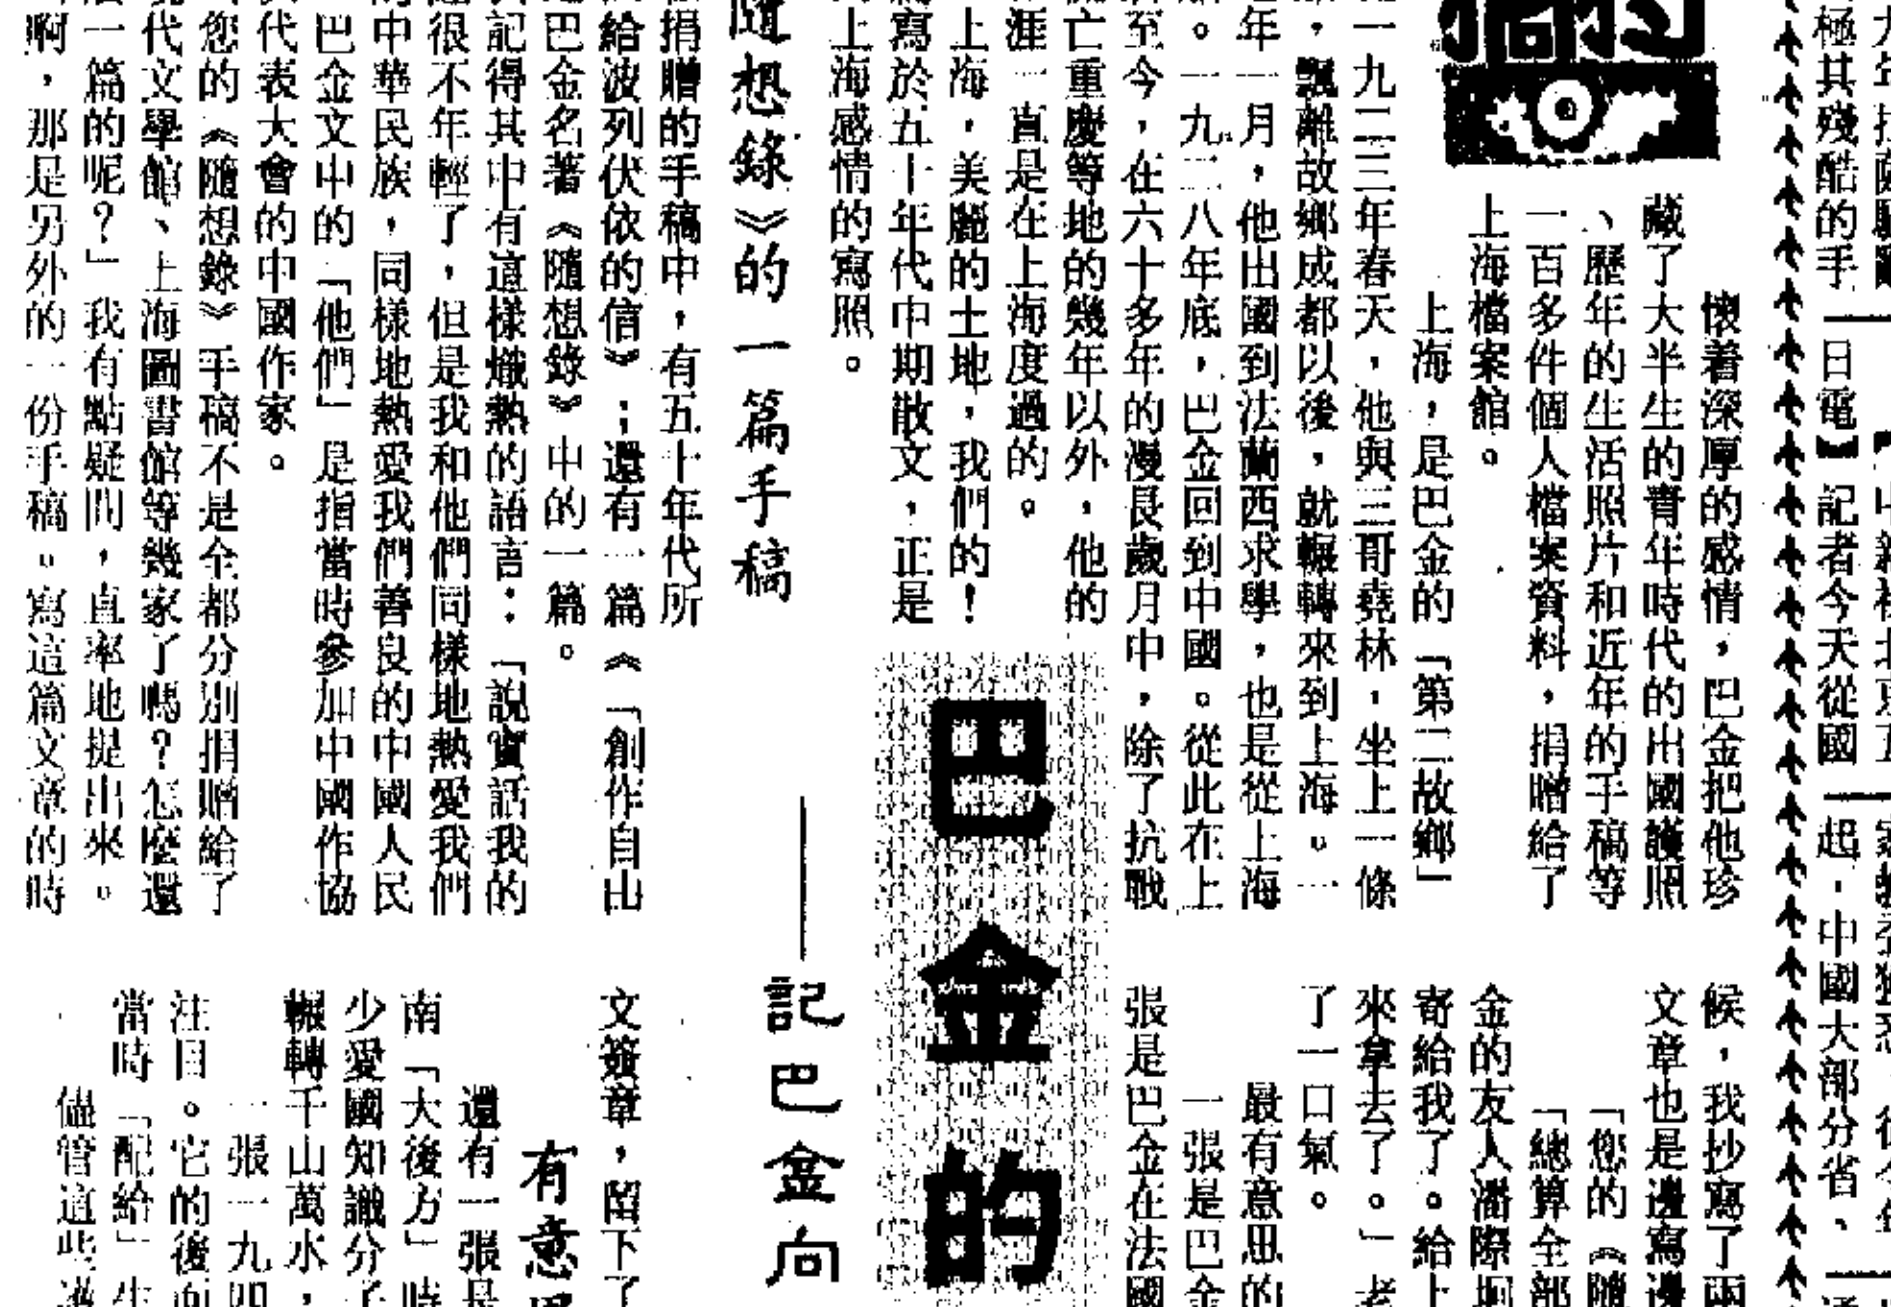 極其殘酷的手
日電】記者今天從國
起，中國大部分省、
懷着深厚的感情，巴金把他珍
藏了大半生的青年時代的出國護照
、歷年的生活照片和近年的手稿等
一百多件個人檔案資料，捐贈給了
上海檔案館。
上海，是巴金的「第二故鄉」
一九二三年春天，他與三哥堯林，坐上一條
，飄離故鄉成都以後，就輾轉來到上海。一
年一月，他出國到法蘭西求學，也是從上海
。一九二八年底，巴金回到中國。從此在上
至今，在六十多年的漫長歲月中，除了抗戰
亡重慶等地的幾年以外，他的
涯一直是在上海度過的。
上海，美麗的土地，我們的！
寫於五十年代中期散文，正是
上海感情的寫照。
隨想錄》的一篇手稿
捐贈的手稿中，有五十年代所
給波列伏依的信》；還有一篇《「創作自由
巴金名著《隨想錄》中的一篇。
記得其中有這樣熾熱的語言：「說實話我的
很不年輕了，但是我和他們同樣地熱愛我們
中華民族，同樣地熱愛我們善良的中國人民
巴金文中的「他們」是指當時參加中國作協
代表大會的中國作家。
您的《隨想錄》手稿不是全都分別捐贈給了
代文學館、上海圖書館等幾家了嗎？怎麼還
一篇的呢？」我有點疑問，直率地提出來。
啊，那是另外的一份手稿。寫這篇文章的時
巴金的
——記巴金向
候，我抄寫了兩
文章也是邊寫邊
「您的《隨
「總算全部
金的友人潘際坰
寄給我了。給上
來拿去了。」老
了一口氣。
最有意思的
一張是巴金
張是巴金在法國
文簽章，留下了
有意思
還有一張是
南「大後方」時
少愛國知識分子
輾轉千山萬水，
一張一九四
注目。它的後面
當時「配給」生
儘管這些